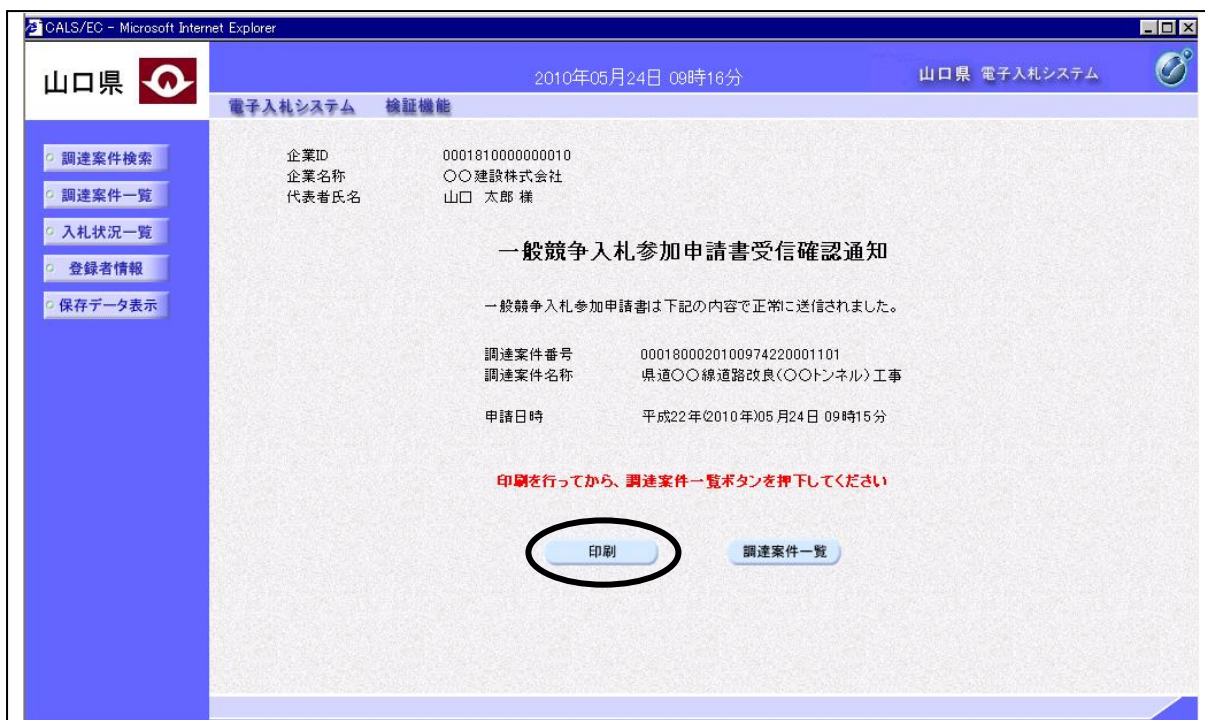 CALS/EC - Microsoft Internet Explorer
山口県
2010年05月24日 09時16分
山口県 電子入札システム
電子入札システム 検証機能
調達案件検索
調達案件一覧
入札状況一覧
登録者情報
保存データ表示
企業ID 0001810000000010
企業名称 〇〇建設株式会社
代表者氏名 山口 太郎 様
一般競争入札参加申請書受信確認通知
一般競争入札参加申請書は下記の内容で正常に送信されました。
調達案件番号 0001800020100974220001101
調達案件名称 県道〇〇線道路改良(〇〇トンネル)工事
申請日時 平成22年(2010年)05月24日 09時15分
印刷を行ってから、調達案件一覧ボタンを押下してください
印刷 調達案件一覧